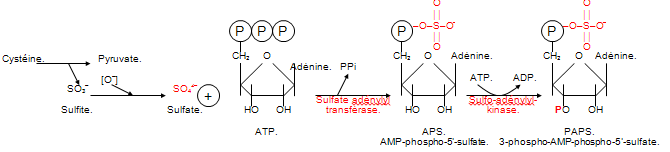 P P P
P –O–S–O⁻
O
O
P –O–S–O⁻
O
O
Cystéine. Pyruvate.
CH₂ O Adénine. PPi
CH₂ O Adénine.
CH₂ O Adénine.
SO₃⁻ [O⁻] SO₄⁻ +
ATP. ADP.
Sulfite. Sulfate.
HO OH
Sulfate adénylyl
transférase.
HO OH
Sulfo-adénylyl-
kinase.
PO OH
ATP. APS. PAPS.
AMP-phospho-5'-sulfate. 3-phospho-AMP-phospho-5'-sulfate.